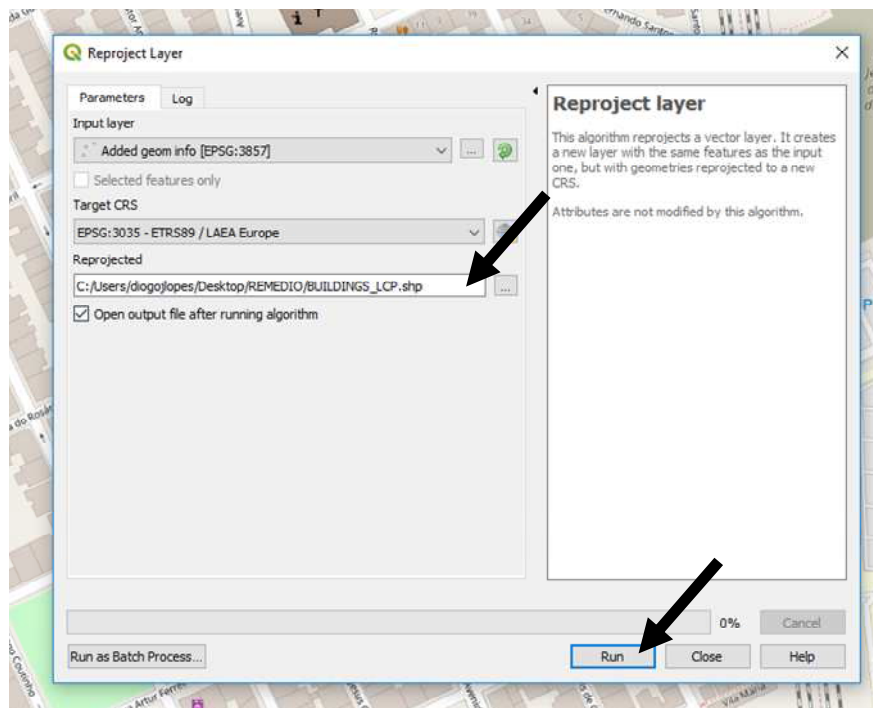 Reproject Layer
Parameters
Log
Input layer
Added geom info [EPSG:3857]
...
Selected features only
Target CRS
EPSG:3035 - ETRS89 / LAEA Europe
Reprojected
C:/Users/diogojlopes/Desktop/REMEDIO/BUILDINGS_LCP.shp
...
Open output file after running algorithm
Reproject layer
This algorithm reprojects a vector layer. It creates
a new layer with the same features as the input
one, but with geometries reprojected to a new
CRS.
Attributes are not modified by this algorithm.
0%
Cancel
Run as Batch Process...
Run
Close
Help
Artur
Vila Maria